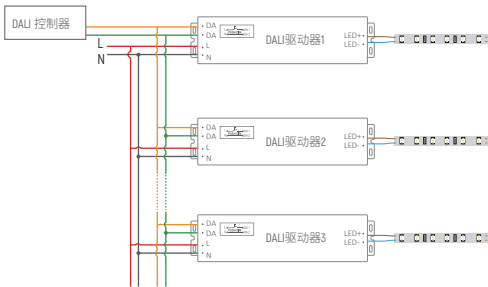 DALI 控制器
L
N
DA
DA
L
N
DALI驱动器1
LED+
LED-
DA
DA
L
N
DALI驱动器2
LED+
LED-
DA
DA
L
N
DALI驱动器3
LED+
LED-